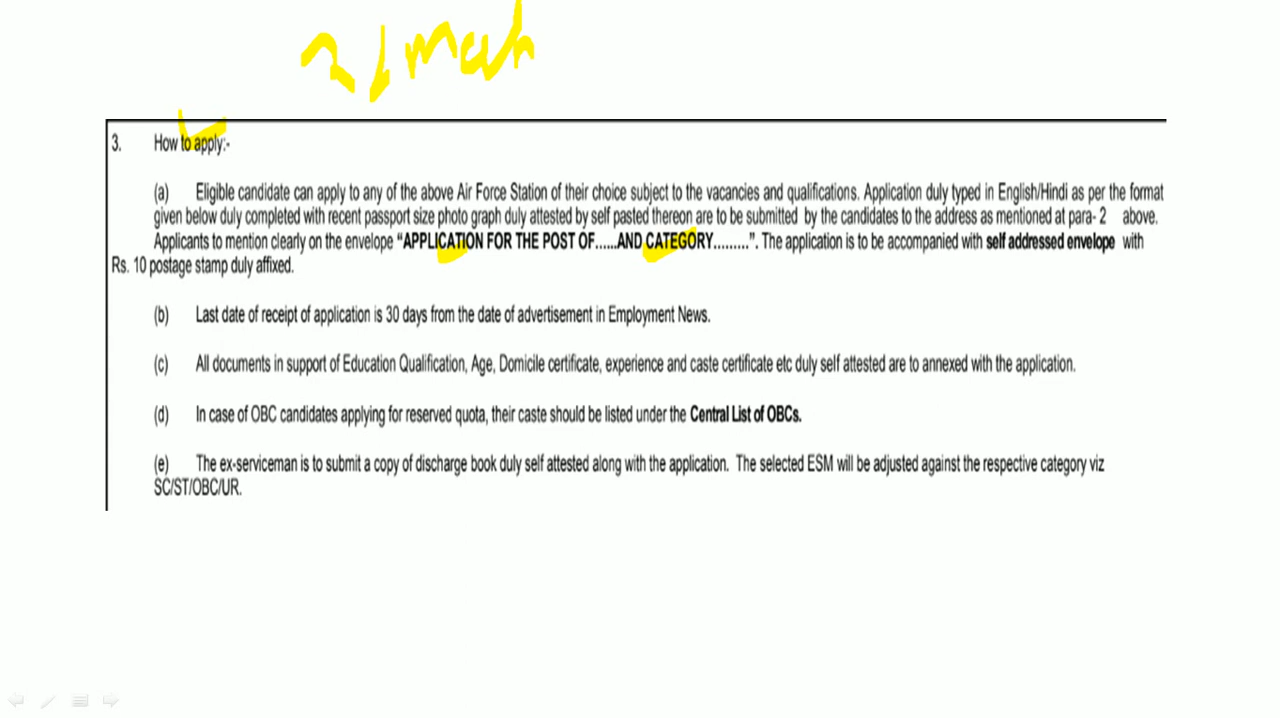 3. How to apply:-
(a) Eligible candidate can apply to any of the above Air Force Station of their choice subject to the vacancies and qualifications. Application duly typed in English/Hindi as per the format
given below duly completed with recent passport size photo graph duly attested by self pasted thereon are to be submitted by the candidates to the address as mentioned at para- 2 above.
Applicants to mention clearly on the envelope “APPLICATION FOR THE POST OF......AND CATEGORY.........”. The application is to be accompanied with self addressed envelope with
Rs. 10 postage stamp duly affixed.
(b) Last date of receipt of application is 30 days from the date of advertisement in Employment News.
(c) All documents in support of Education Qualification, Age, Domicile certificate, experience and caste certificate etc duly self attested are to annexed with the application.
(d) In case of OBC candidates applying for reserved quota, their caste should be listed under the Central List of OBCs.
(e) The ex-serviceman is to submit a copy of discharge book duly self attested along with the application. The selected ESM will be adjusted against the respective category viz
SC/ST/OBC/UR.